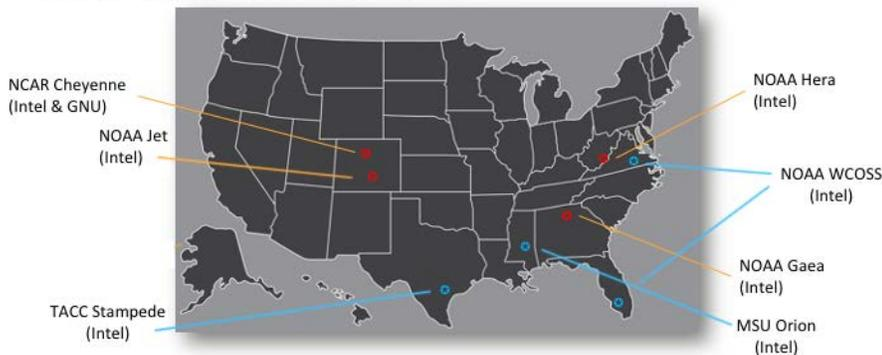 NCAR Cheyenne
(Intel & GNU)
NOAA Jet
(Intel)
TACC Stampede
(Intel)
NOAA Hera
(Intel)
NOAA WCOSS
(Intel)
NOAA Gaea
(Intel)
MSU Orion
(Intel)